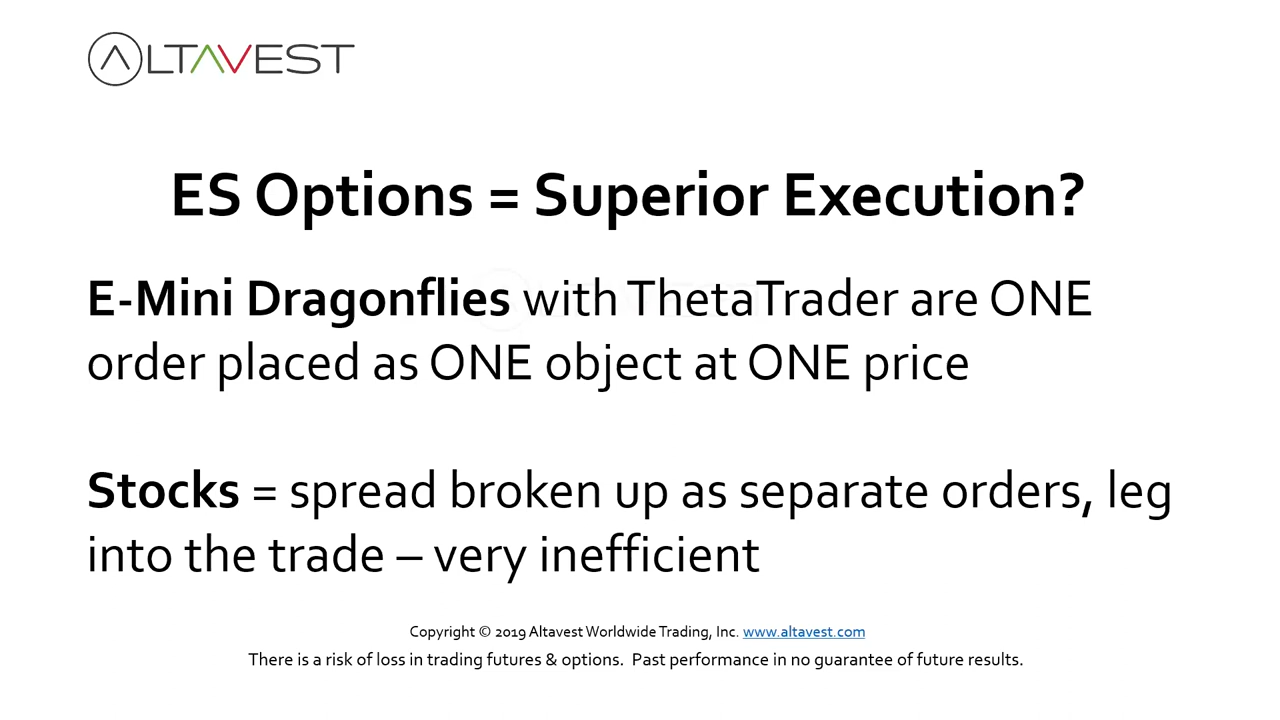 ALTAVEST
ES Options = Superior Execution?
E-Mini Dragonflies with ThetaTrader are ONE
order placed as ONE object at ONE price
Stocks = spread broken up as separate orders, leg
into the trade – very inefficient
Copyright © 2019 Altavest Worldwide Trading, Inc. www.altavest.com
There is a risk of loss in trading futures & options.  Past performance in no guarantee of future results.